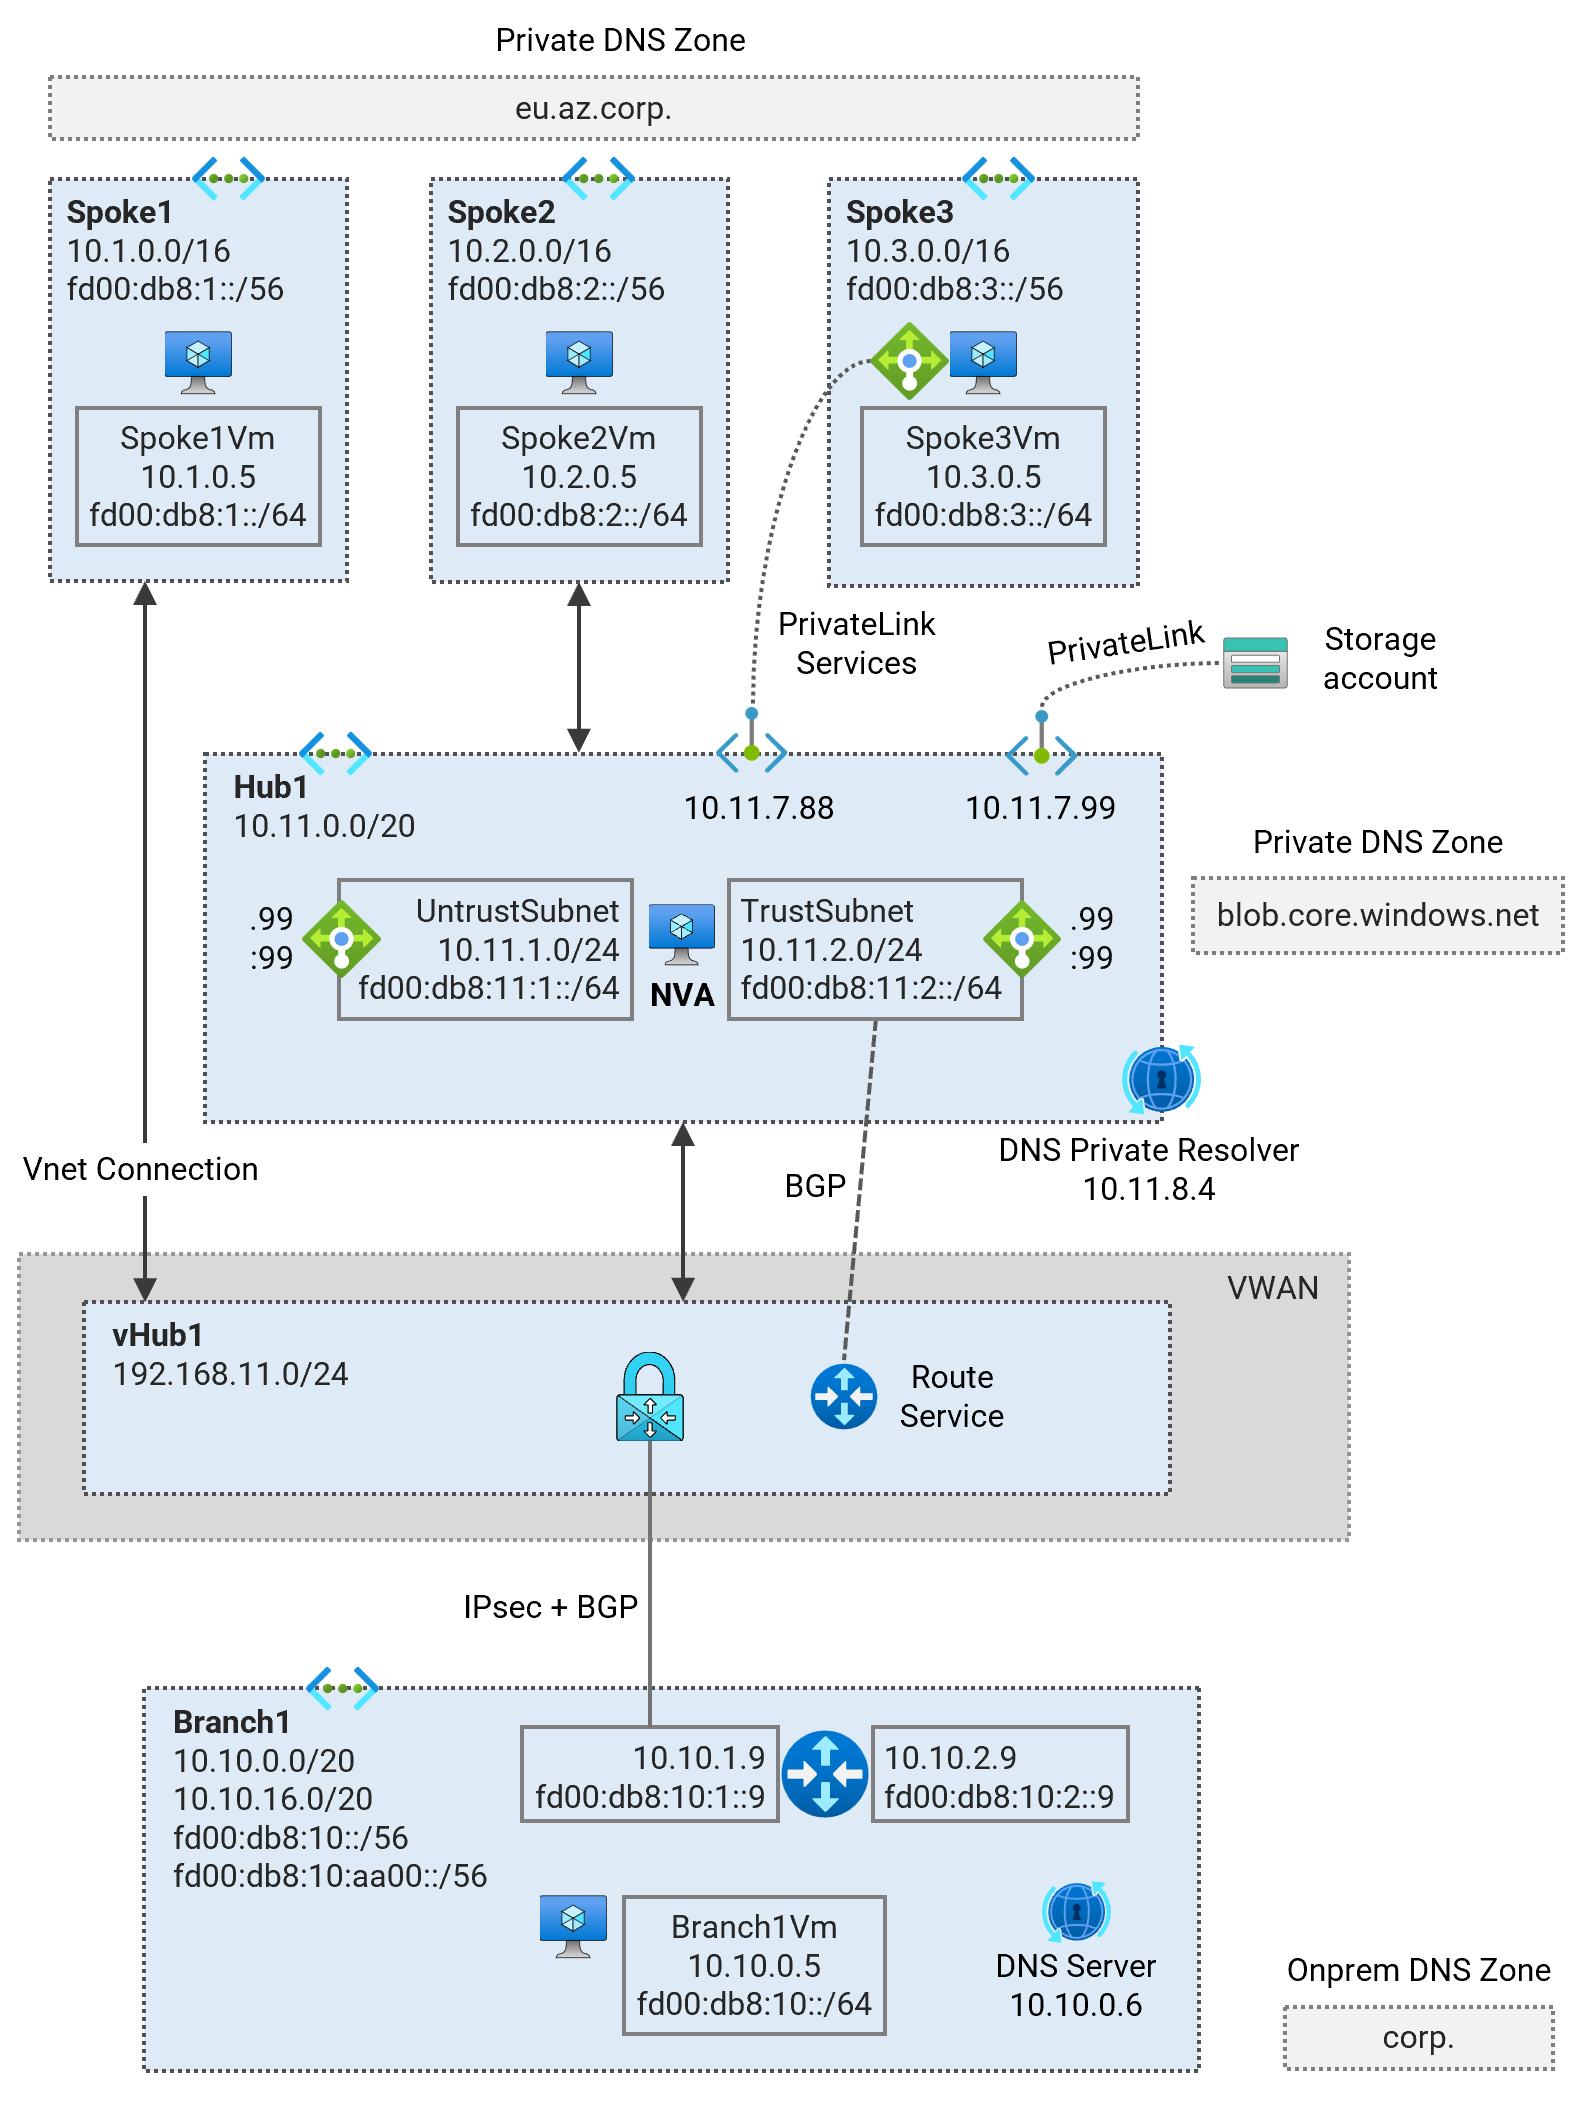 Private DNS Zone
eu.az.corp.
Spoke1
10.1.0.0/16
fd00:db8:1::/56
Spoke1Vm
10.1.0.5
fd00:db8:1::/64
Spoke2
10.2.0.0/16
fd00:db8:2::/56
Spoke2Vm
10.2.0.5
fd00:db8:2::/64
Spoke3
10.3.0.0/16
fd00:db8:3::/56
Spoke3Vm
10.3.0.5
fd00:db8:3::/64
PrivateLink
Services
PrivateLink
Storage
account
Hub1
10.11.0.0/20
10.11.7.88
10.11.7.99
Private DNS Zone
blob.core.windows.net
.99
:99
UntrustSubnet
10.11.1.0/24
fd00:db8:11:1::/64
NVA
TrustSubnet
10.11.2.0/24
fd00:db8:11:2::/64
.99
:99
DNS Private Resolver
10.11.8.4
Vnet Connection
BGP
VWAN
vHub1
192.168.11.0/24
Route
Service
IPsec + BGP
Branch1
10.10.0.0/20
10.10.16.0/20
fd00:db8:10::/56
fd00:db8:10:aa00::/56
10.10.1.9
fd00:db8:10:1::9
10.10.2.9
fd00:db8:10:2::9
Branch1Vm
10.10.0.5
fd00:db8:10::/64
DNS Server
10.10.0.6
Onprem DNS Zone
corp.